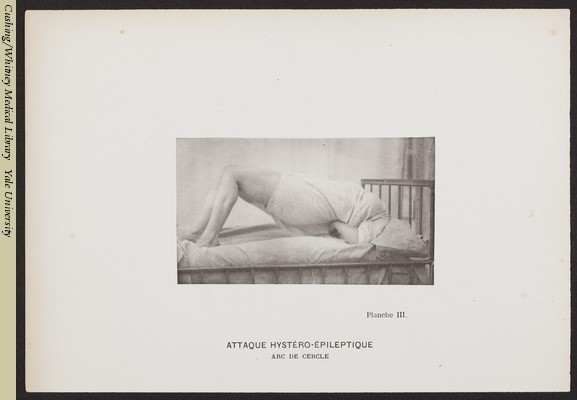 Cushing/Whitney Medical Library Yale University
Planche III.
ATTAQUE HYSTÉRO-ÉPILEPTIQUE
ARC DE CERCLE